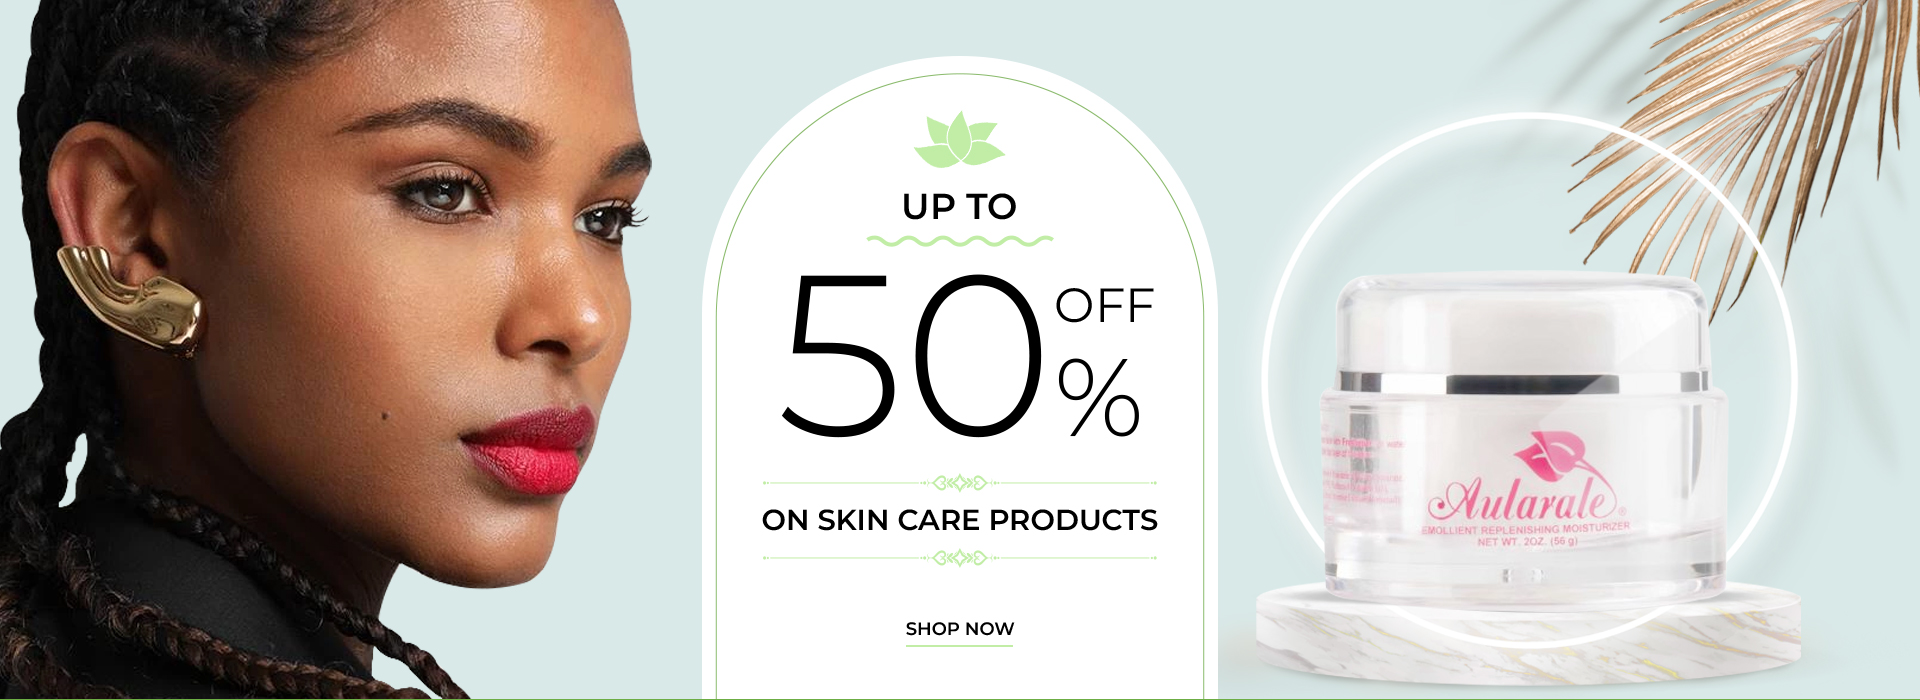 UP TO
50% OFF
ON SKIN CARE PRODUCTS
SHOP NOW
Aularale®
EMOLLIENT REPLENISHING MOISTURIZER
NET WT. 2OZ. (56 g)